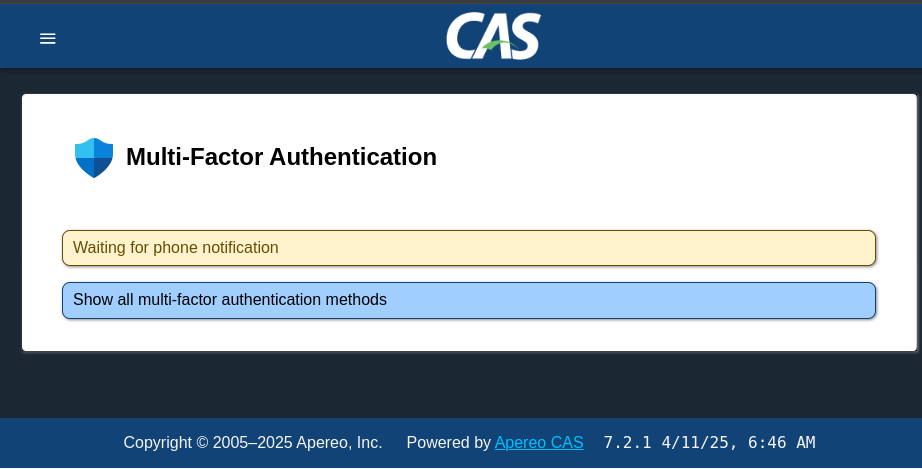 CAS
Multi-Factor Authentication
Waiting for phone notification
Show all multi-factor authentication methods
Copyright © 2005–2025 Apereo, Inc. Powered by Apereo CAS 7.2.1 4/11/25, 6:46 AM